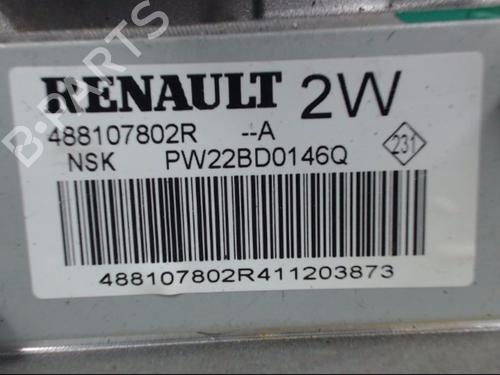 RENAULT 2W
488107802R --A
NSK PW22BD0146Q
231
488107802R411203873
B-PARTS